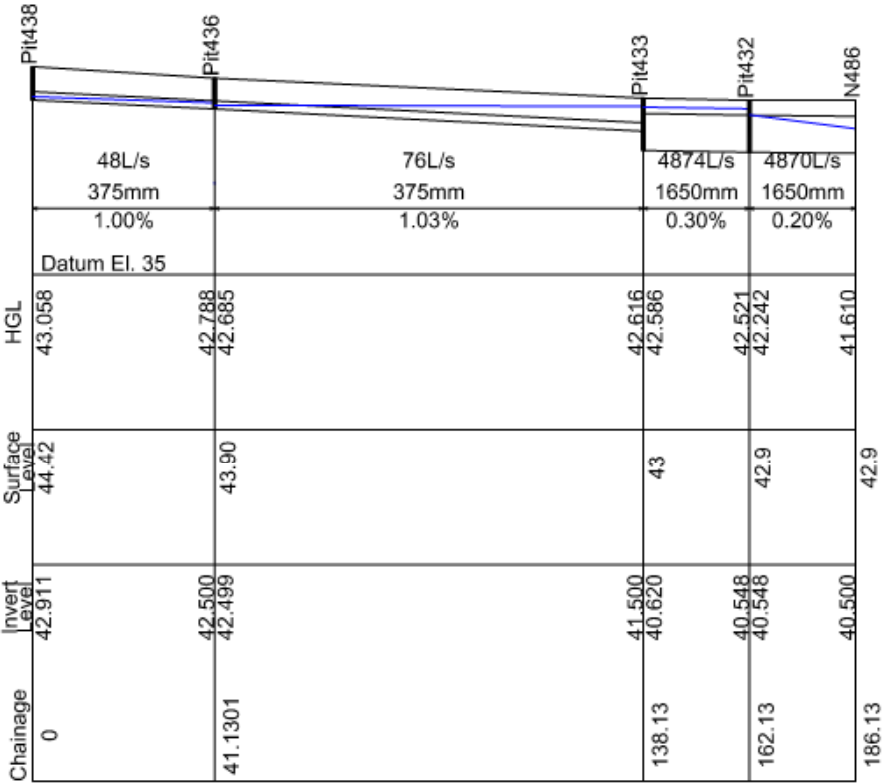 Pit438
Pit436
Pit433
Pit432
N486
48L/s
76L/s
4874L/s
4870L/s
375mm
375mm
1650mm
1650mm
1.00%
1.03%
0.30%
0.20%
Datum El. 35
HGL
43.058
42.788
42.685
42.616
42.586
42.521
42.242
41.610
Surface
Level
44.42
43.90
43
42.9
42.9
Invert
Level
42.911
42.500
42.499
41.500
40.620
40.548
40.548
40.500
Chainage
0
41.1301
138.13
162.13
186.13